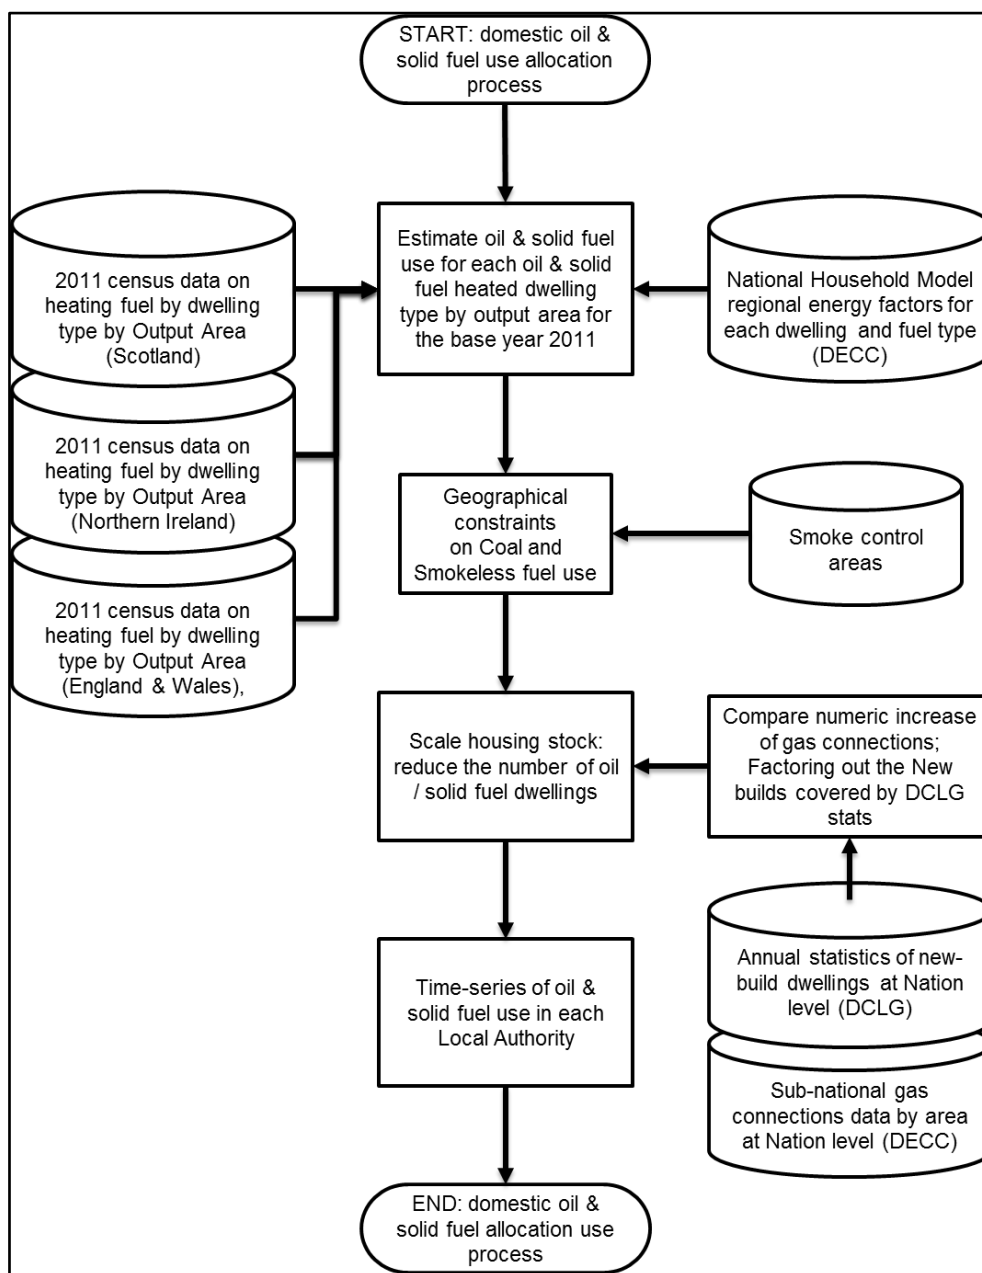 START: domestic oil &
solid fuel use allocation
process
2011 census data on
heating fuel by dwelling
type by Output Area
(Scotland)
Estimate oil & solid fuel
use for each oil & solid
fuel heated dwelling
type by output area for
the base year 2011
National Household Model
regional energy factors for
each dwelling and fuel type
(DECC)
2011 census data on
heating fuel by dwelling
type by Output Area
(Northern Ireland)
Geographical
constraints
on Coal and
Smokeless fuel use
Smoke control
areas
2011 census data on
heating fuel by dwelling
type by Output Area
(England & Wales),
Scale housing stock:
reduce the number of oil
/ solid fuel dwellings
Compare numeric increase
of gas connections;
Factoring out the New
builds covered by DCLG
stats
Time-series of oil &
solid fuel use in each
Local Authority
Annual statistics of new-
build dwellings at Nation
level (DCLG)
Sub-national gas
connections data by area
at Nation level (DECC)
END: domestic oil &
solid fuel allocation use
process